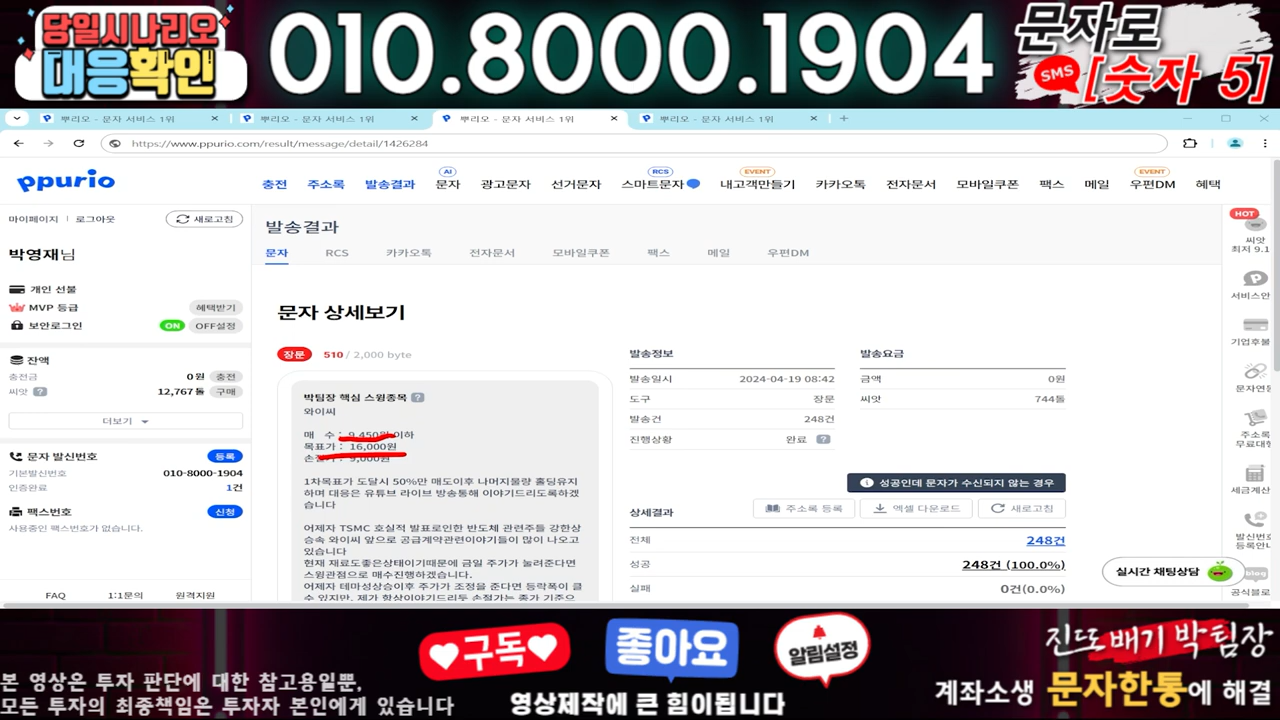 당일시나리오
대응확인
010.8000.1904
문자로
SMS
[숫자 5]
뿌리오 - 문자 서비스 1위
뿌리오 - 문자 서비스 1위
뿌리오 - 문자 서비스 1위
뿌리오 - 문자 서비스 1위
https://www.ppurio.com/result/message/detail/1426284
ppurio
AI
RCS
EVENT
EVENT
충전 주소록 발송결과 문자 광고문자 선거문자 스마트문자 내고객만들기 카카오톡 전자문서 모바일쿠폰 팩스 메일 우편DM 혜택
마이페이지 | 로그아웃
새로고침
박영재님
개인 선불
MVP 등급
혜택받기
보안로그인
ON
OFF설정
잔액
충전금
0원
충전
씨앗 ?
12,767톨
구매
더보기
문자 발신번호
등록
기본발신번호
010-8000-1904
인증완료
1건
팩스번호
신청
사용중인 팩스번호가 없습니다.
FAQ
1:1문의
원격지원
발송결과
문자 RCS 카카오톡 전자문서 모바일쿠폰 팩스 메일 우편DM
문자 상세보기
장문
510 / 2,000 byte
박팀장 핵심 스윙종목 ?
와이씨
매 수 : 9,450원 이하
목표가 : 16,000원
손절가 : 9,000원
1차목표가 도달시 50%만 매도이후 나머지물량 홀딩유지
하며 대응은 유튜브 라이브 방송통해 이야기드리도록하겠
습니다
어제자 TSMC 호실적 발표로인한 반도체 관련주들 강한상
승속 와이씨 앞으로 공급계약관련이야기들이 많이 나오고
있습니다
현재 재료도좋은상태이기때문에 금일 주가가 눌려준다면
스윙관점으로 매수진행하겠습니다.
어제자 테마성상승이후 주가가 조정을 준다면 등락폭이 클
수 있지만, 제가 항상이야기드리듯 손절가는 종가 기준으
발송정보
발송일시
2024-04-19 08:42
도구
장문
발송건
248건
진행상황
완료 ?
발송요금
금액
0원
씨앗
744톨
성공인데 문자가 수신되지 않는 경우
상세결과
주소록 등록
엑셀 다운로드
새로고침
전체
248건
성공
248건 (100.0%)
실패
0건(0.0%)
HOT
씨앗
최저 9.1
서비스안
기업후불
문자연동
주소록
무료대행
세금계산
발신번호
등록안내
blog
공식블로
실시간 채팅상담
구독
좋아요
알림설정
영상제작에 큰 힘이됩니다
본 영상은 투자 판단에 대한 참고용일뿐,
모든 투자의 최종책임은 투자자 본인에게 있습니다
진또배기 박팀장
계좌소생 문자한통에 해결